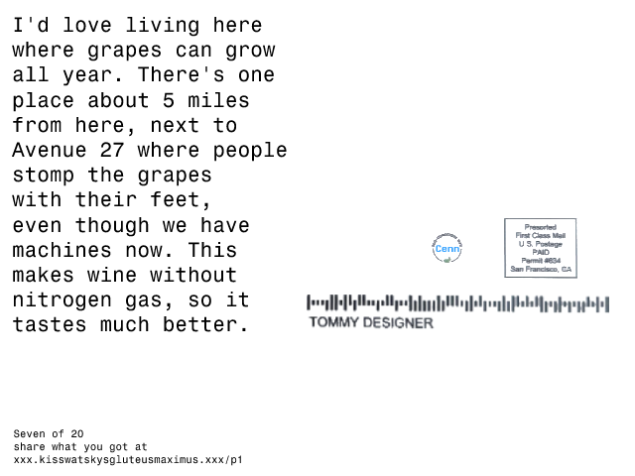 I'd love living here
where grapes can grow
all year. There's one
place about 5 miles
from here, next to
Avenue 27 where people
stomp the grapes
with their feet,
even though we have
machines now. This
makes wine without
nitrogen gas, so it
tastes much better.
Cenn
Presorted
First Class Mail
U S. Postege
PAID
Permit #634
San Francisco, CA
TOMMY DESIGNER
Seven of 20
share what you got at
xxx.kisswatskysgluteusmaximus.xxx/p1